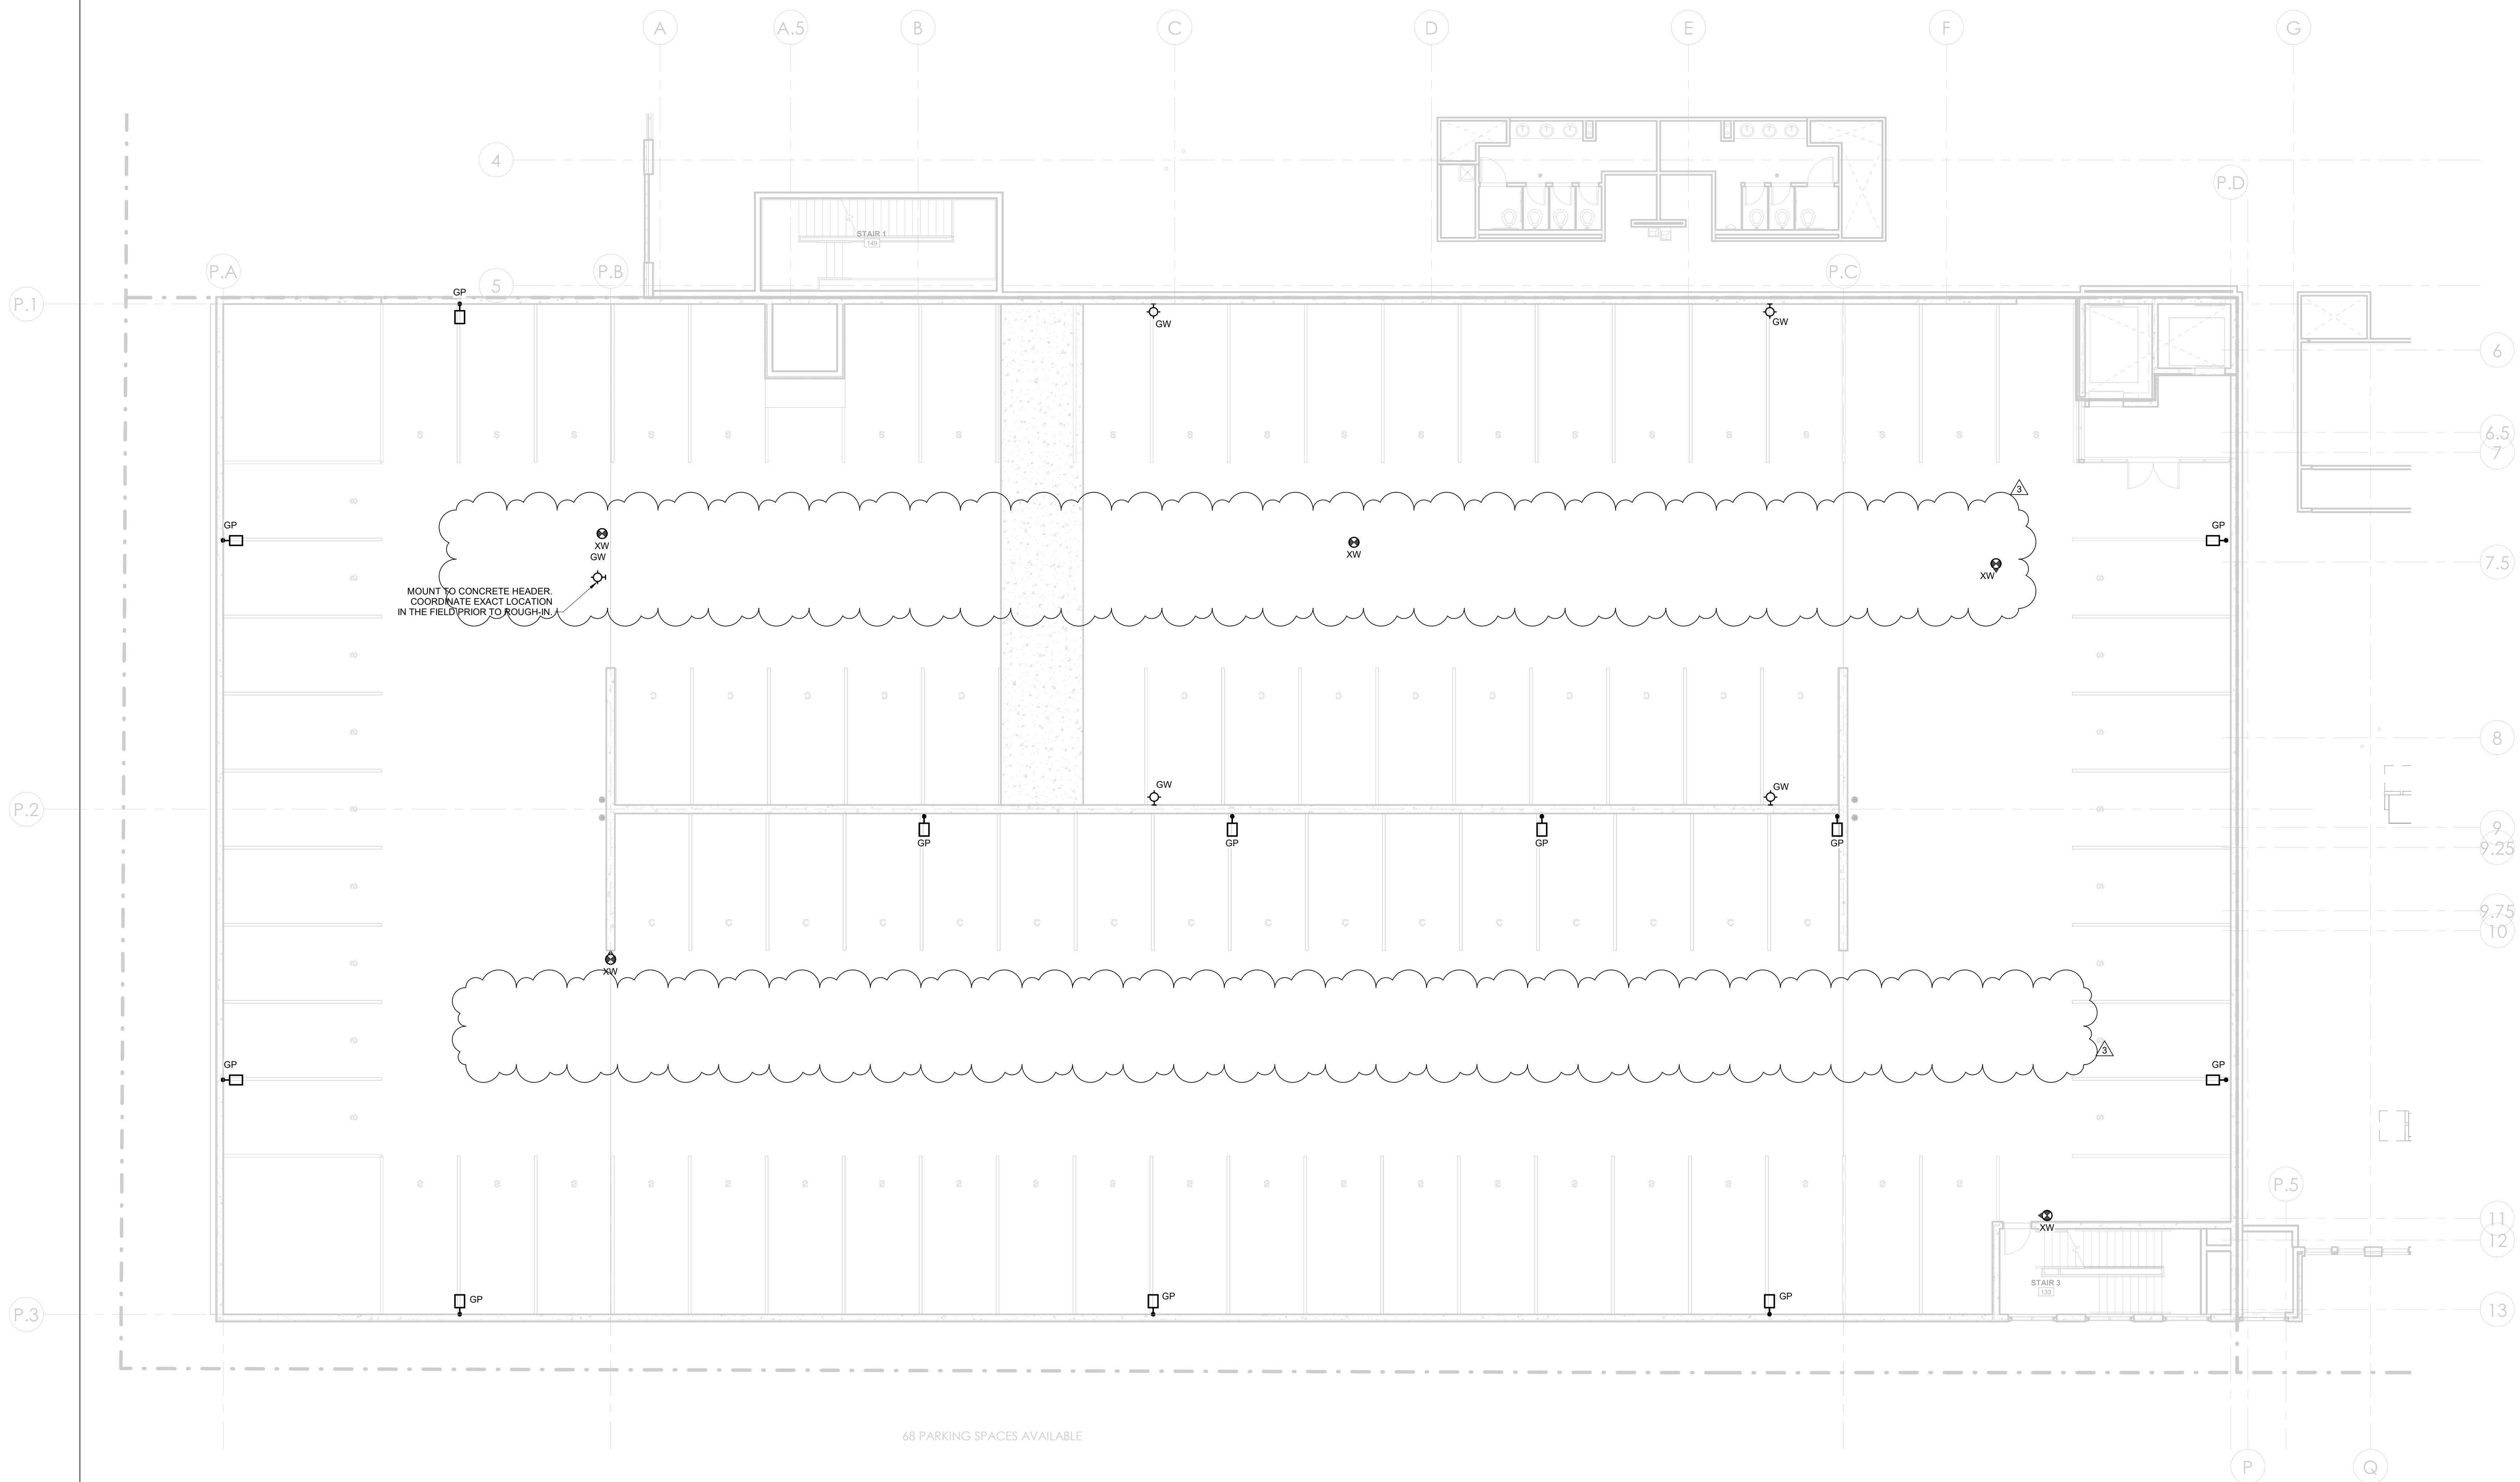 A
A.5
B
C
D
E
F
G
4
P.D
STAIR 1
149
P.A
5
P.B
P.C
GP
P.1
GW
GW
6
S S S S S S S S S S S S S S S S S S S S
6.5
7
3
GP
XW
GW
XW
GP
XW
7.5
MOUNT TO CONCRETE HEADER.
COORDINATE EXACT LOCATION
IN THE FIELD PRIOR TO ROUGH-IN.
C C C C C C C C C C C C C C
8
GW
GW
P.2
9
GP
GP
GP
GP
9.25
9.75
C C C C C C C C C C C C C C C C
10
XW
3
GP
GP
P.5
S S S S S S S S S S S S S S S S S S S S S
11
XW
12
STAIR 3
133
GP
GP
GP
P.3
13
68 PARKING SPACES AVAILABLE
P
Q